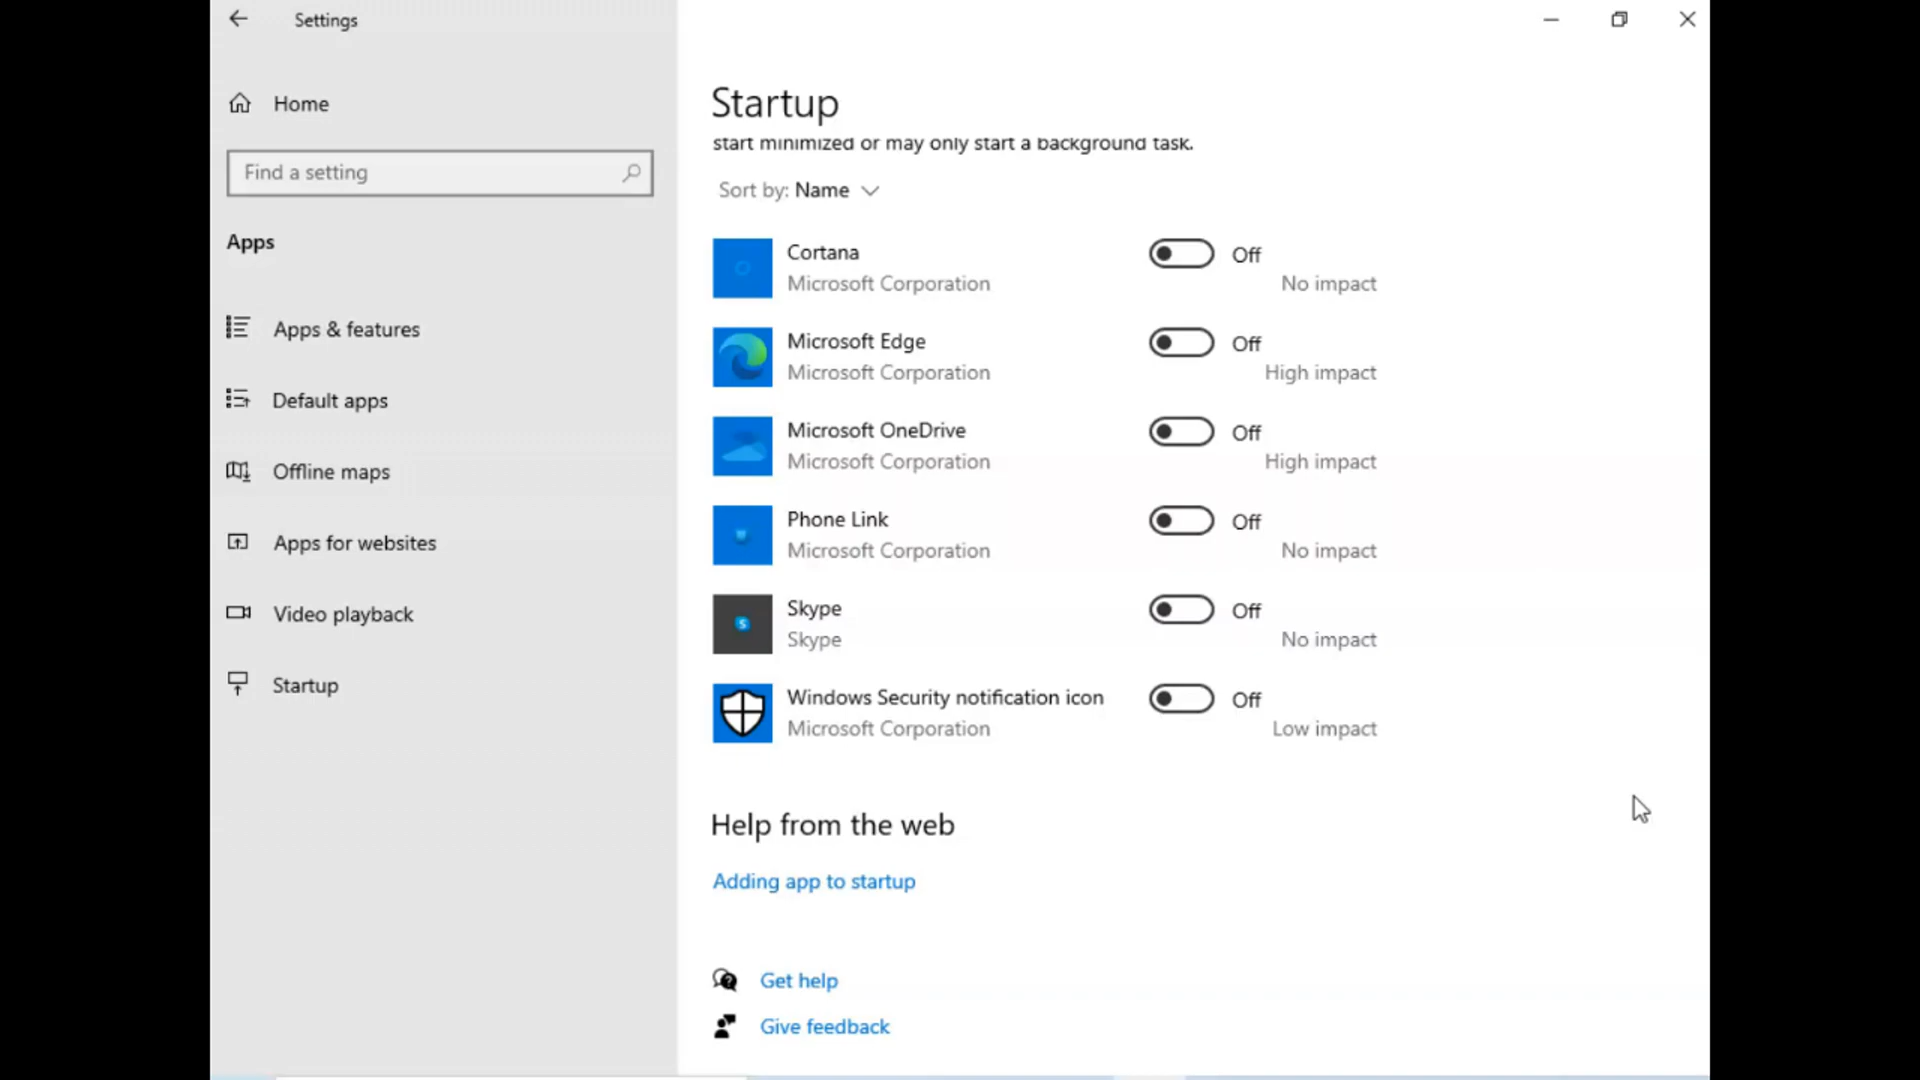 Settings
Home
Find a setting
Apps
Apps & features
Default apps
Offline maps
Apps for websites
Video playback
Startup
Startup
start minimized or may only start a background task.
Sort by: Name
Cortana
Off
Microsoft Corporation
No impact
Microsoft Edge
Off
Microsoft Corporation
High impact
Microsoft OneDrive
Off
Microsoft Corporation
High impact
Phone Link
Off
Microsoft Corporation
No impact
Skype
Off
Skype
No impact
Windows Security notification icon
Off
Microsoft Corporation
Low impact
Help from the web
Adding app to startup
Get help
Give feedback